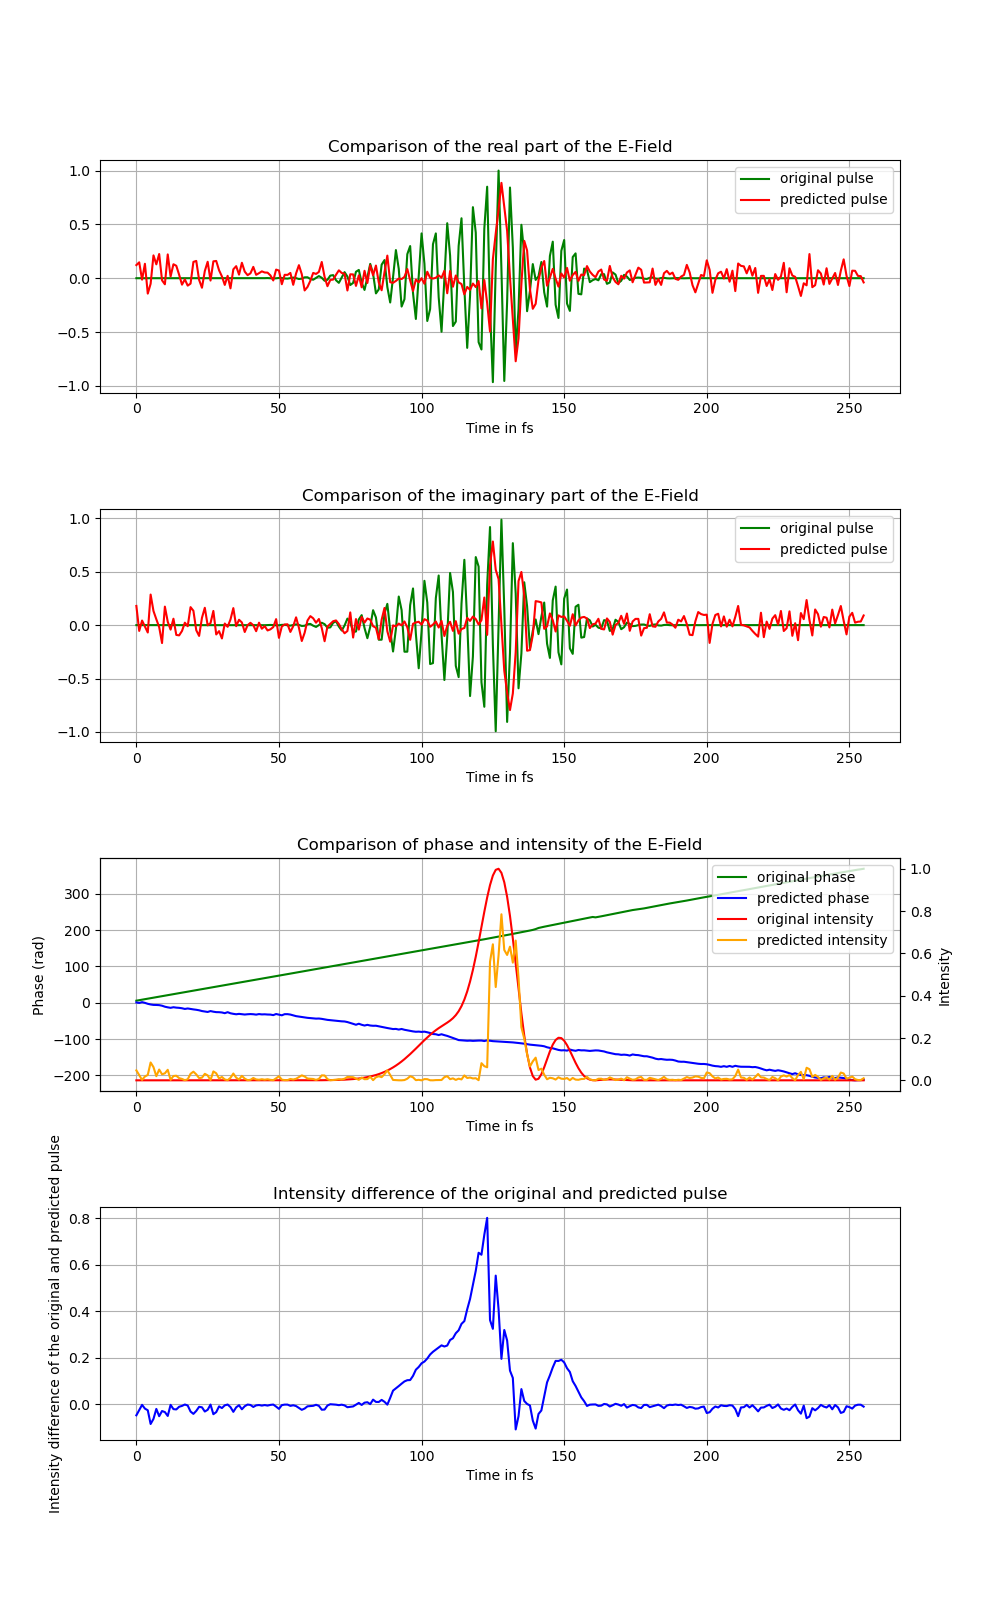 Comparison of the real part of the E-Field
original pulse
predicted pulse
1.0
0.5
0.0
−0.5
−1.0
0 50 100 150 200 250
Time in fs
Comparison of the imaginary part of the E-Field
original pulse
predicted pulse
1.0
0.5
0.0
−0.5
−1.0
0 50 100 150 200 250
Time in fs
Comparison of phase and intensity of the E-Field
original phase
predicted phase
original intensity
predicted intensity
Phase (rad)
300
200
100
0
−100
−200
1.0
0.8
0.6
0.4
0.2
0.0
Intensity
0 50 100 150 200 250
Time in fs
Intensity difference of the original and predicted pulse
Intensity difference of the original and predicted pulse
0.8
0.6
0.4
0.2
0.0
0 50 100 150 200 250
Time in fs